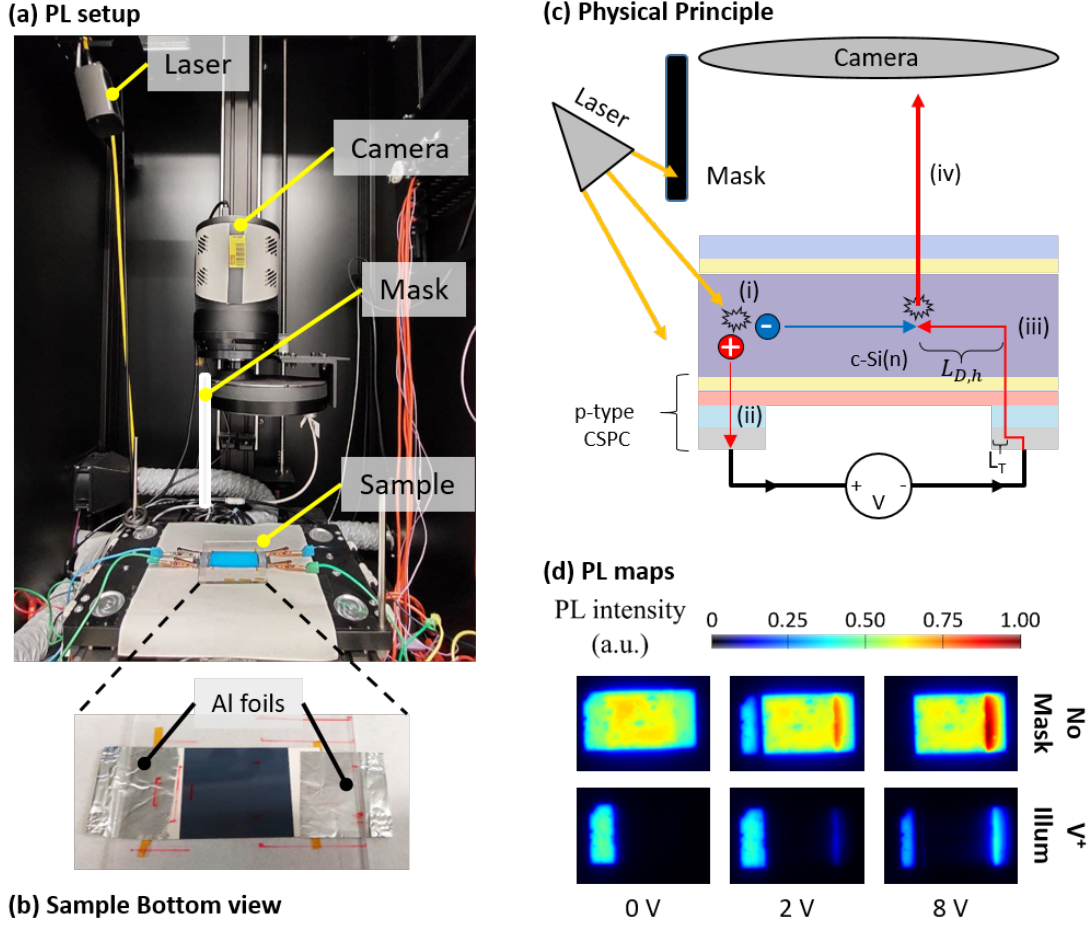 (a) PL setup
Laser
Camera
Mask
Sample
Al foils
(b) Sample Bottom view
(c) Physical Principle
Camera
Laser
Mask
(iv)
(i)
-
+
(iii)
c-Si(n)
L_{D,h}
(ii)
p-type
CSPC
L_T
+ V -
(d) PL maps
PL intensity
(a.u.)
0 0.25 0.50 0.75 1.00
No
Mask
V⁺
Illum
0 V 2 V 8 V